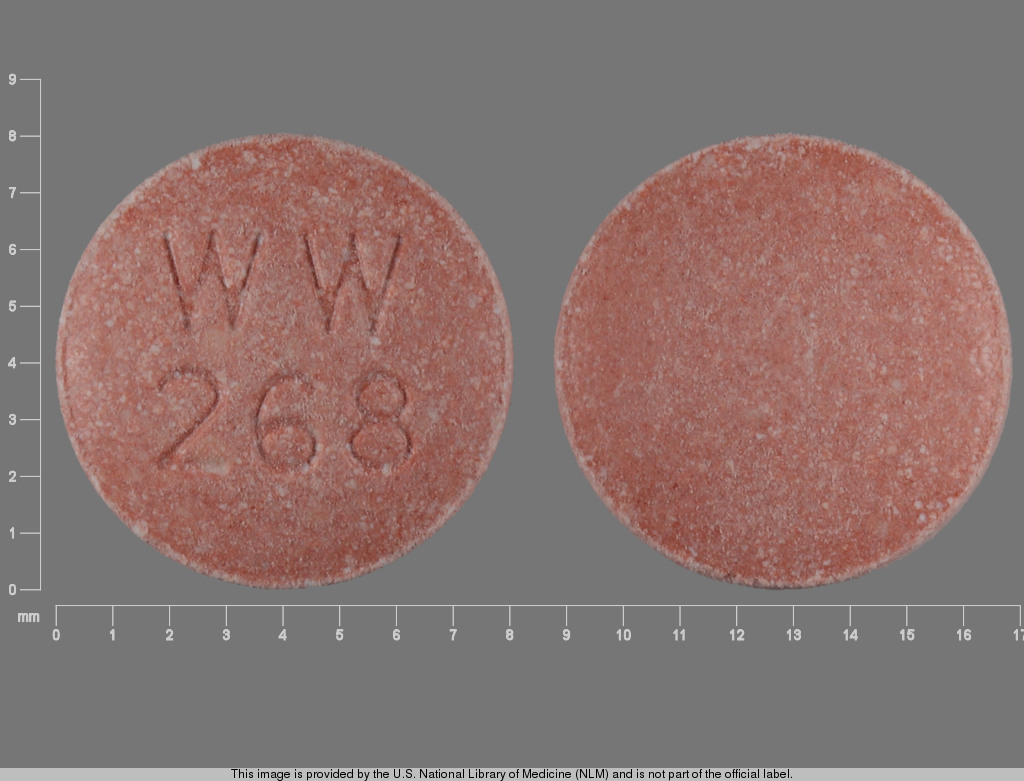 9
8
7
6
5
4
3
2
1
0
mm
WW
268
0 1 2 3 4 5 6 7 8 9 10 11 12 13 14 15 16 17
This image is provided by the U.S. National Library of Medicine (NLM) and is not part of the official label.